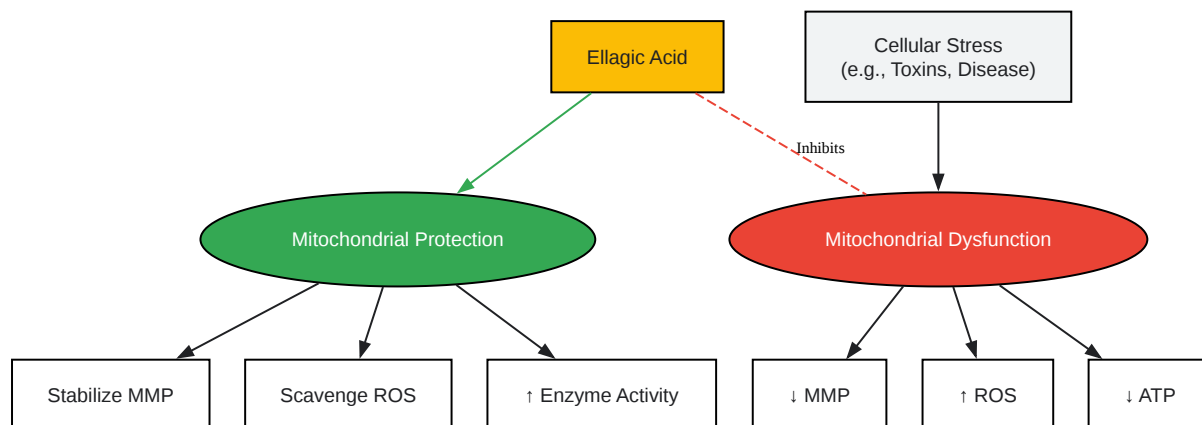 Ellagic Acid
Cellular Stress
(e.g., Toxins, Disease)
Inhibits
Mitochondrial Protection
Mitochondrial Dysfunction
Stabilize MMP
Scavenge ROS
↑ Enzyme Activity
↓ MMP
↑ ROS
↓ ATP